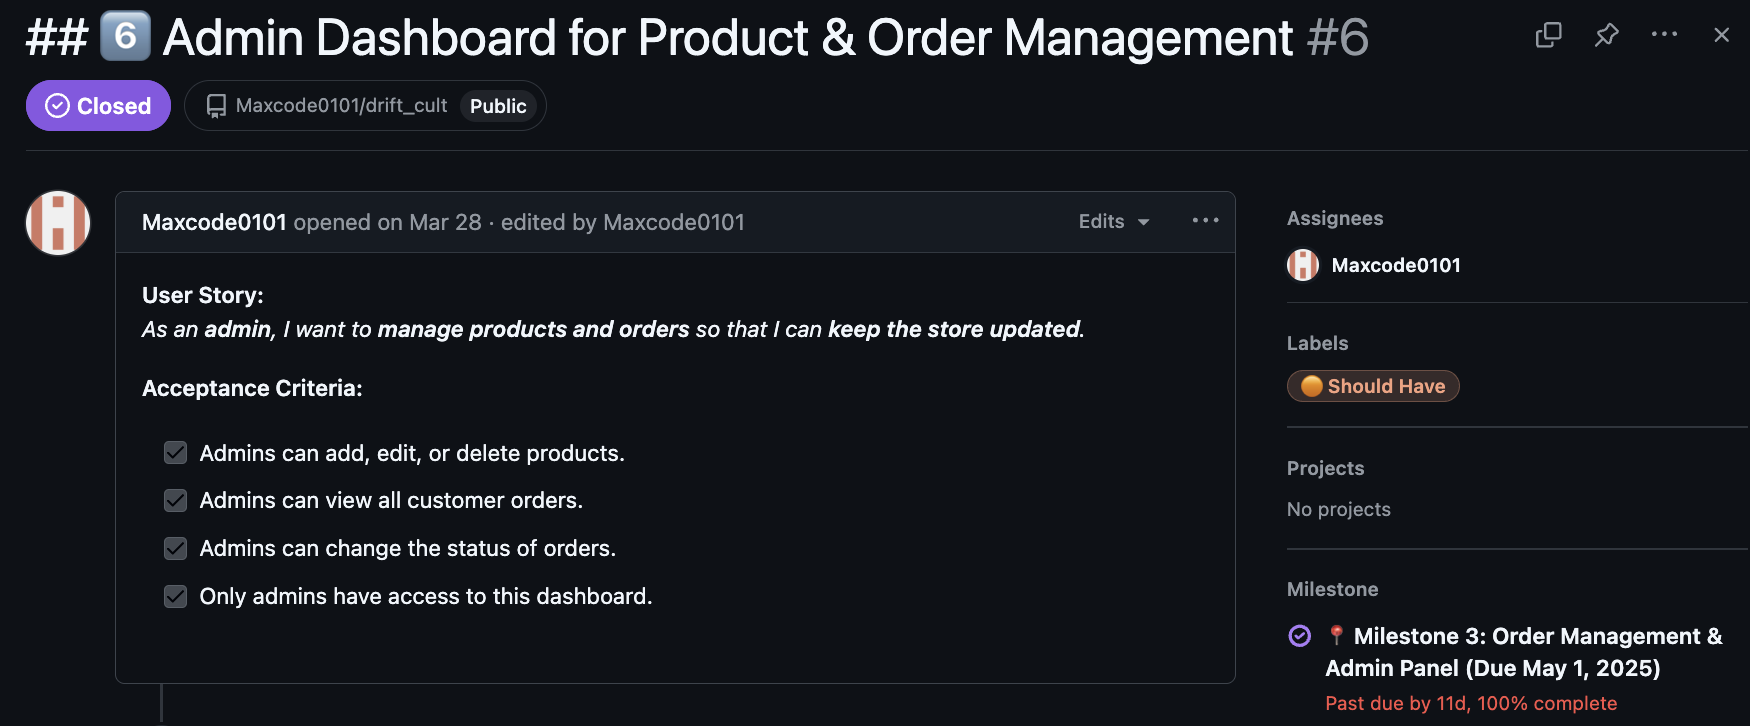 ## 6️⃣ Admin Dashboard for Product & Order Management #6
Closed
Maxcode0101/drift_cult Public
Maxcode0101 opened on Mar 28 · edited by Maxcode0101
Edits
User Story:
As an admin, I want to manage products and orders so that I can keep the store updated.
Acceptance Criteria:
Admins can add, edit, or delete products.
Admins can view all customer orders.
Admins can change the status of orders.
Only admins have access to this dashboard.
Assignees
Maxcode0101
Labels
Should Have
Projects
No projects
Milestone
📍 Milestone 3: Order Management &
Admin Panel (Due May 1, 2025)
Past due by 11d, 100% complete